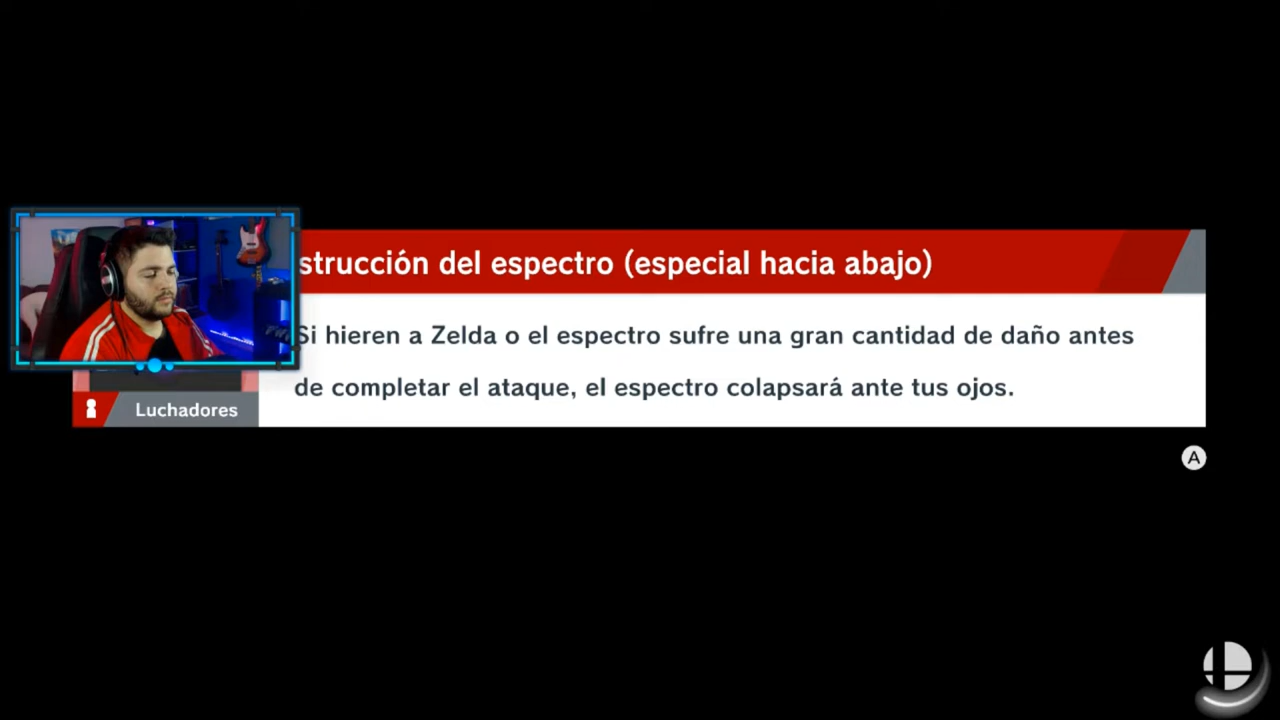 strucción del espectro (especial hacia abajo)
Si hieren a Zelda o el espectro sufre una gran cantidad de daño antes
de completar el ataque, el espectro colapsará ante tus ojos.
Luchadores
A